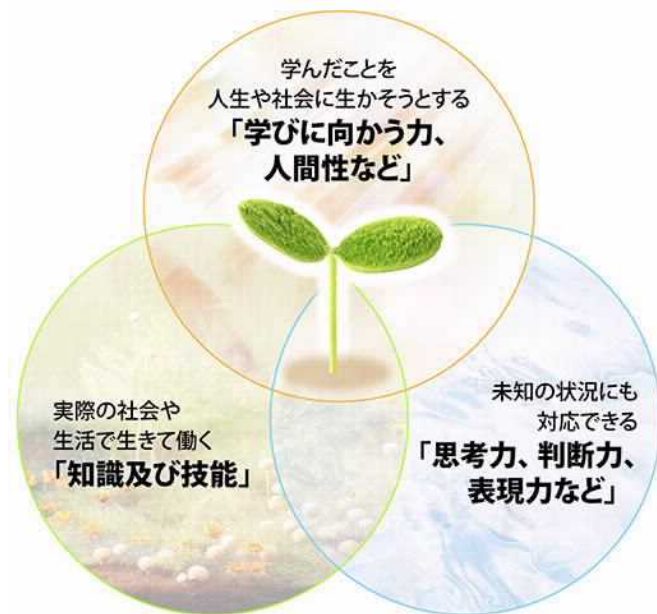 学んだことを
人生や社会に生かそうとする
「学びに向かう力、
人間性など」
実際の社会や
生活で生きて働く
「知識及び技能」
未知の状況にも
対応できる
「思考力、判断力、
表現力など」